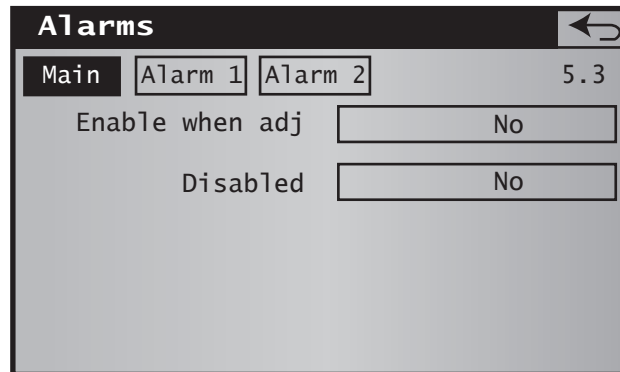 Alarms
Main Alarm 1 Alarm 2 5.3
Enable when adj No
Disabled No